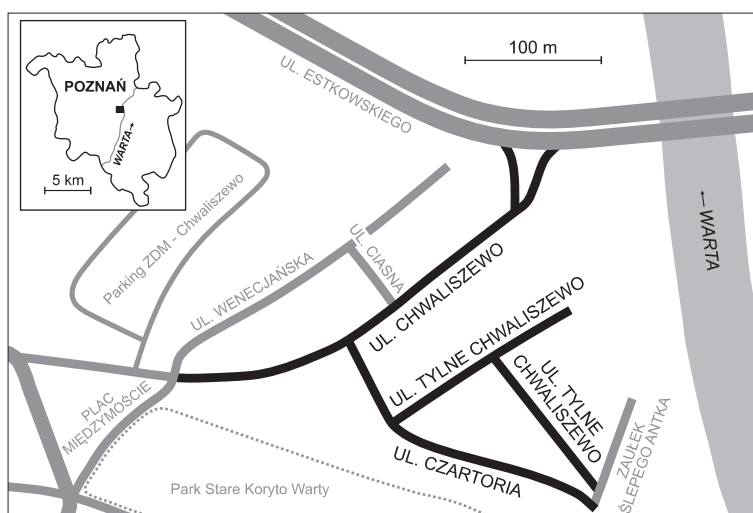 POZNAŃ
WARTA→
5 km
100 m
UL. ESTKOWSKIEGO
←WARTA
Parking ZDM - Chwaliszewo
UL. WENECJAŃSKA
UL. CIASNA
UL. CHWALISZEWO
UL. TYLNE CHWALISZEWO
UL. TYLNE
CHWALISZEWO
PLAC
MIĘDZYMOŚCIE
UL. CZARTORIA
ZAUŁEK
ŚLEPEGO ANTKA
Park Stare Koryto Warty